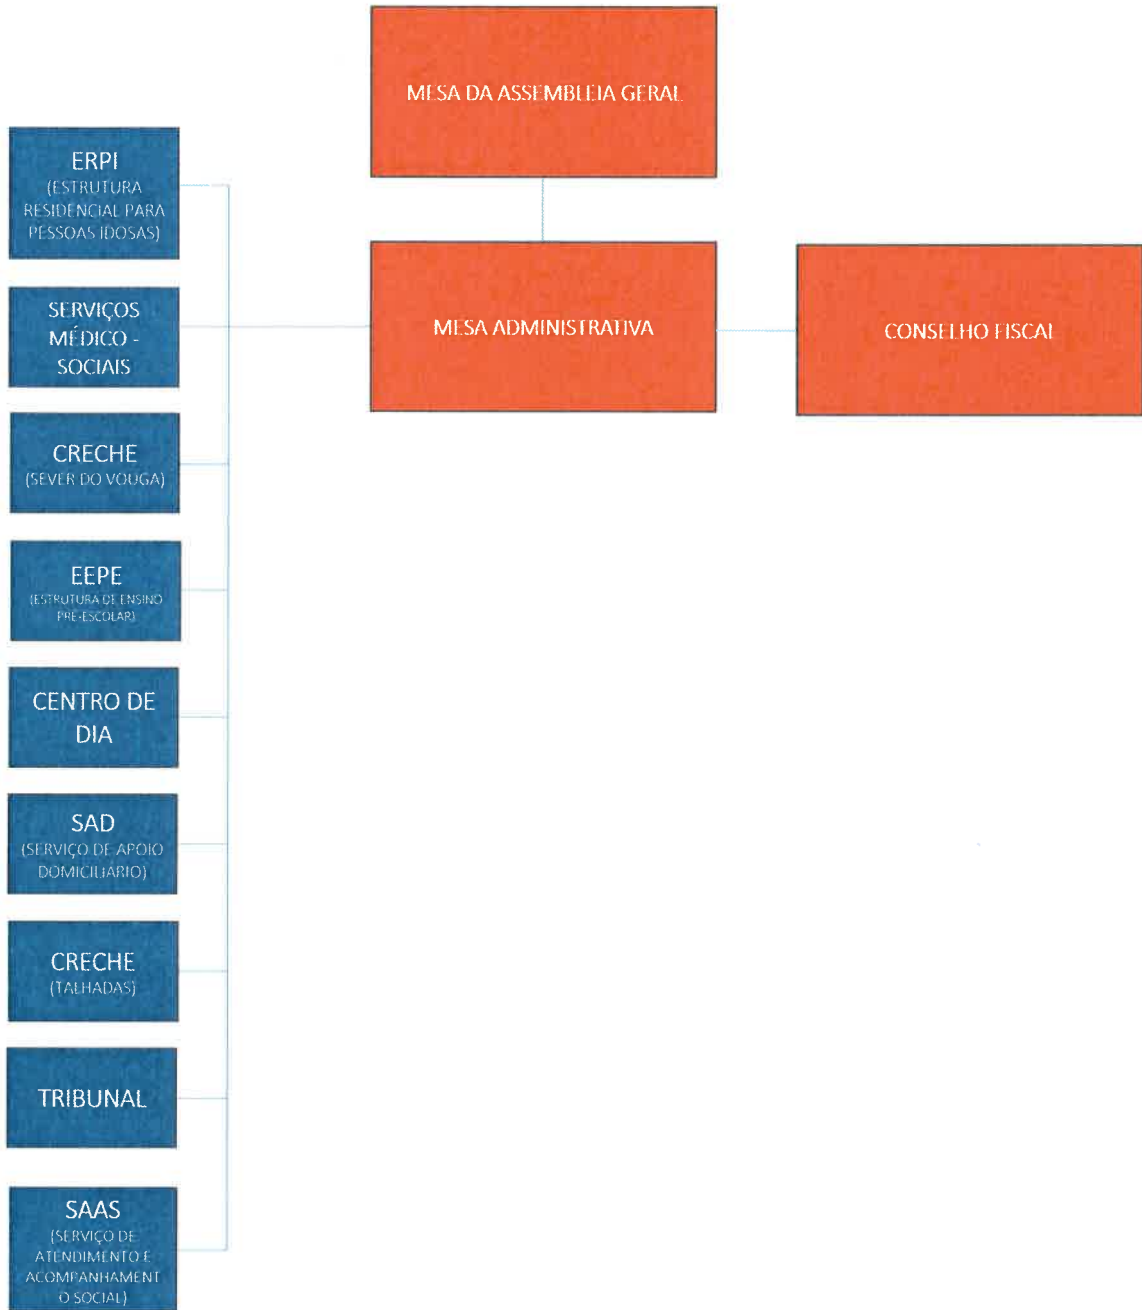 MESA DA ASSEMBLEIA GERAL
ERPI
(ESTRUTURA
RESIDENCIAL PARA
PESSOAS IDOSAS)
SERVIÇOS
MÉDICO -
SOCIAIS
MESA ADMINISTRATIVA
CONSELHO FISCAL
CRECHE
(SEVER DO VOUGA)
EEPE
(ESTRUTURA DE ENSINO
PRÉ-ESCOLAR)
CENTRO DE
DIA
SAD
(SERVIÇO DE APOIO
DOMICILIÁRIO)
CRECHE
(TALHADAS)
TRIBUNAL
SAAS
(SERVIÇO DE
ATENDIMENTO E
ACOMPANHAMENT
O SOCIAL)